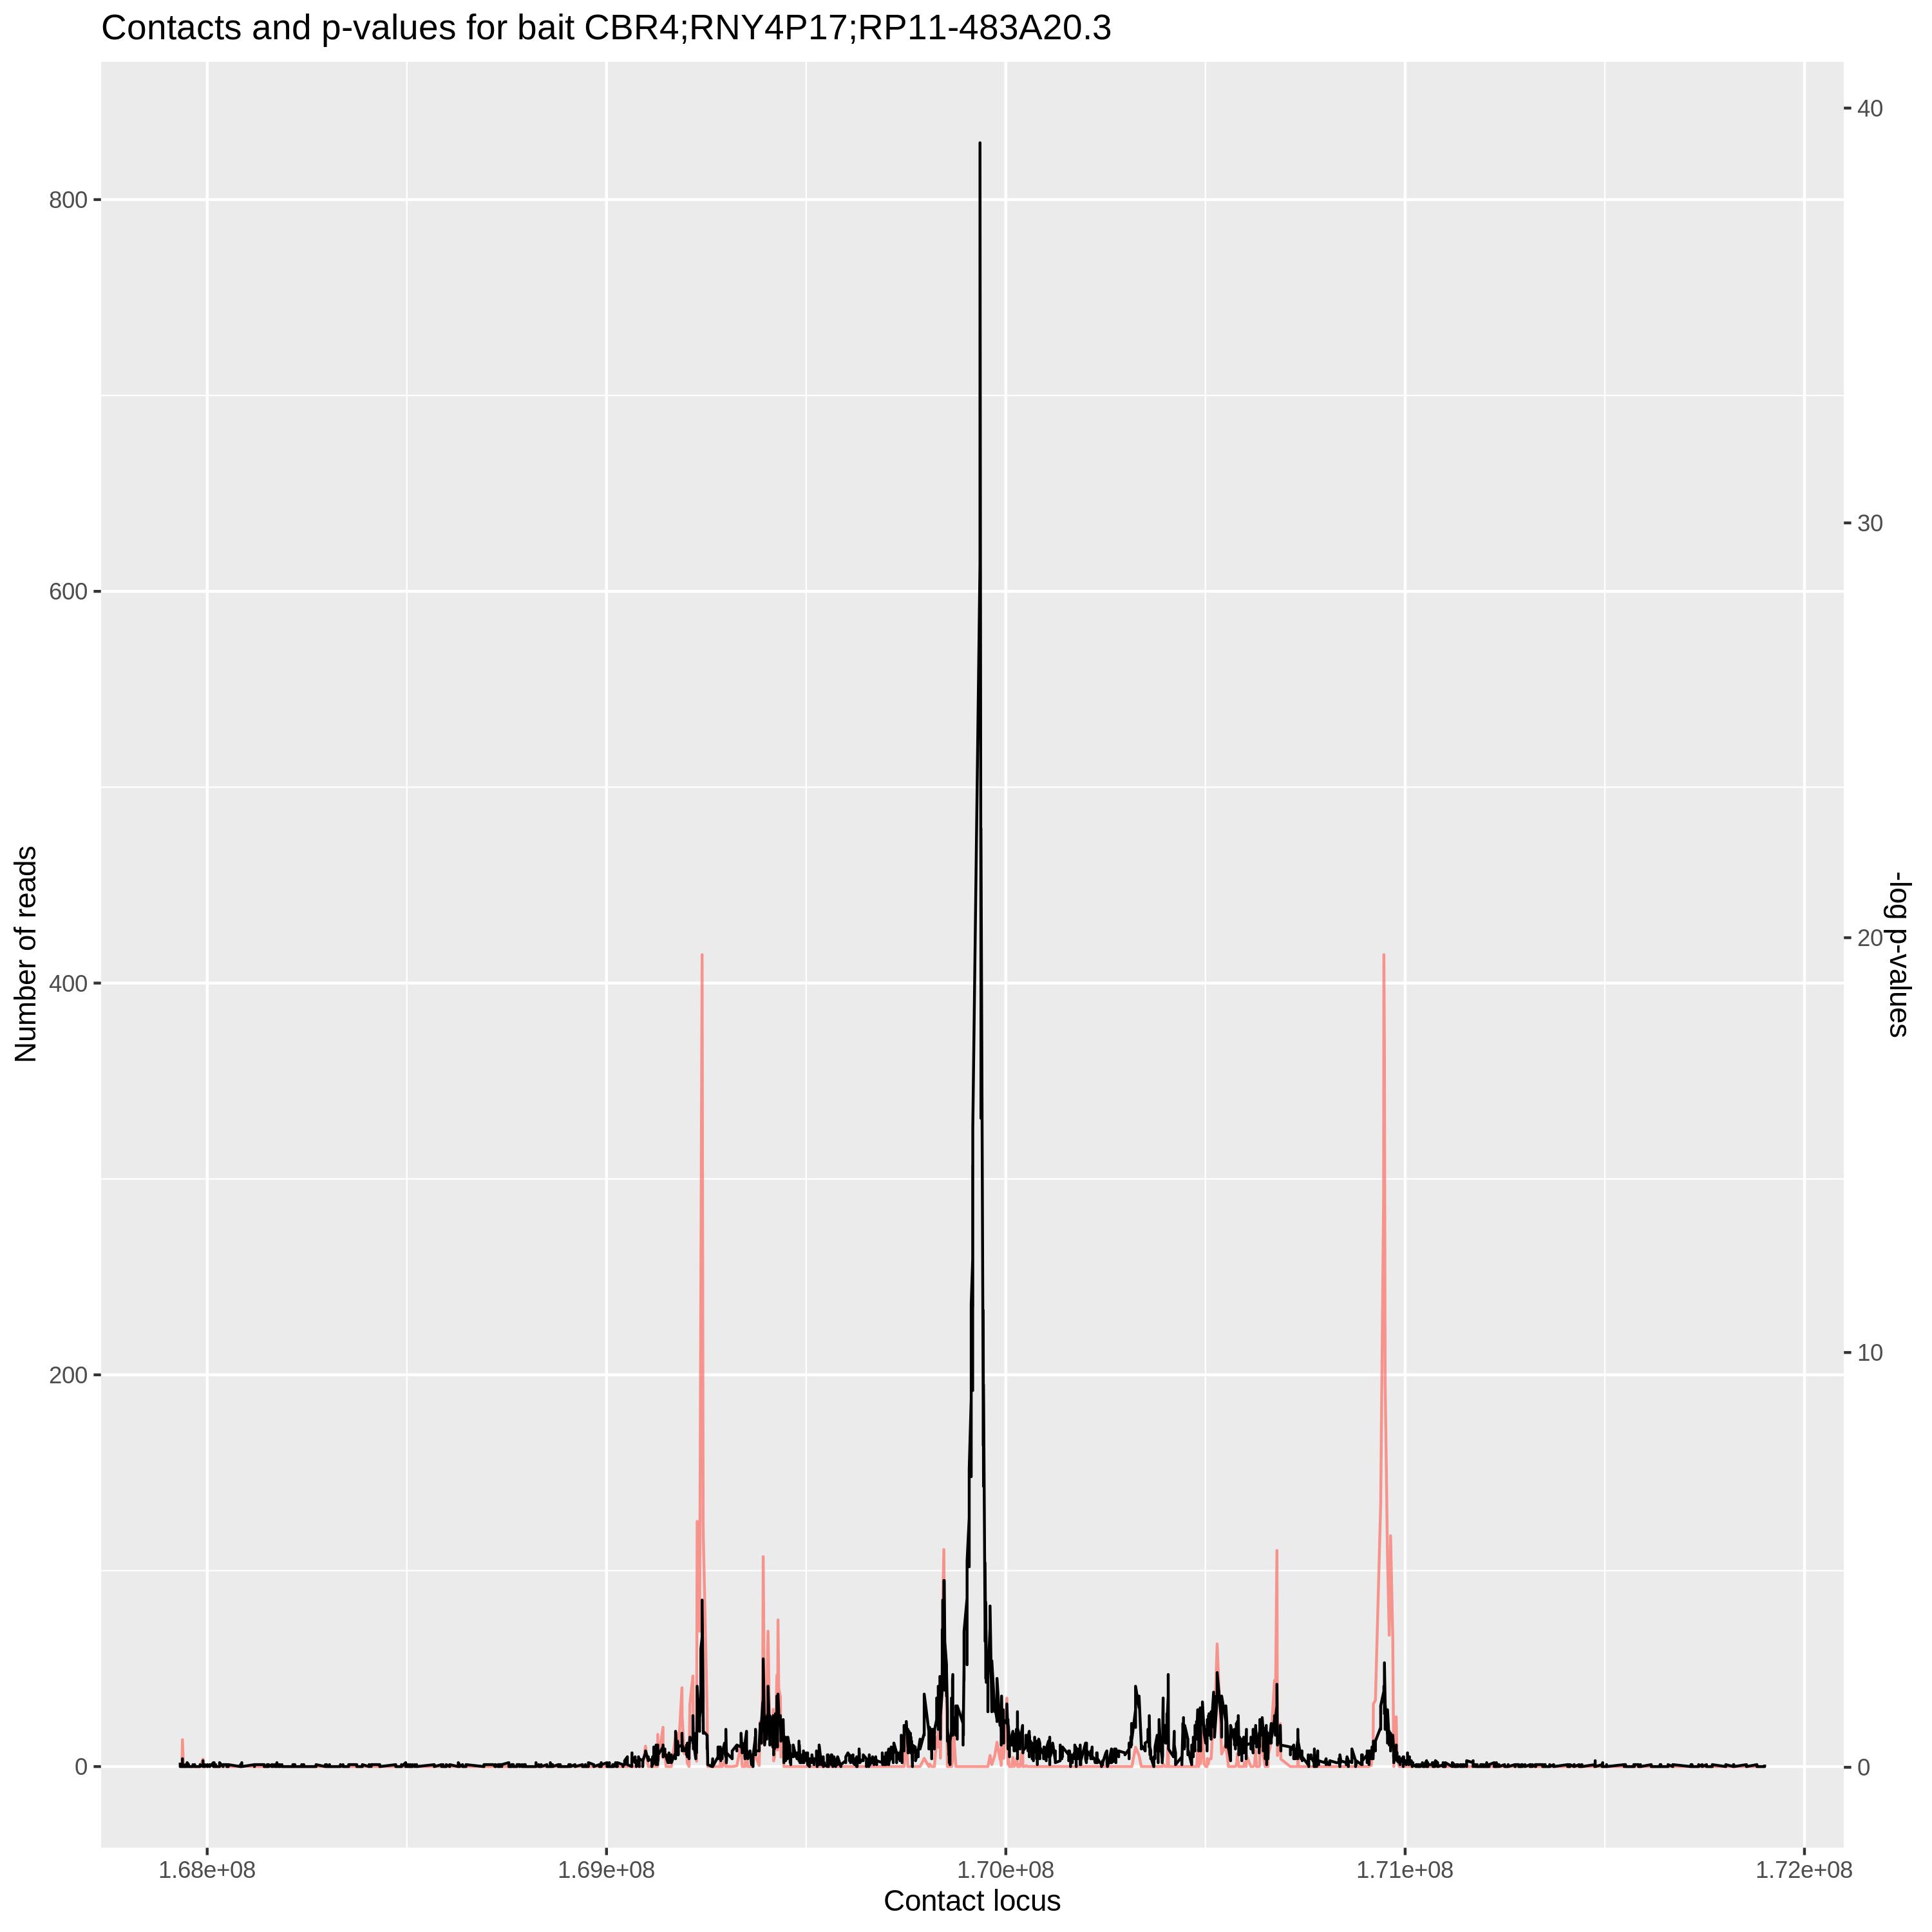 Contacts and p-values for bait CBR4;RNY4P17;RP11-483A20.3
Number of reads
800
600
400
200
0
40
30
20
10
0
-log p-values
1.68e+08 1.69e+08 1.70e+08 1.71e+08 1.72e+08
Contact locus